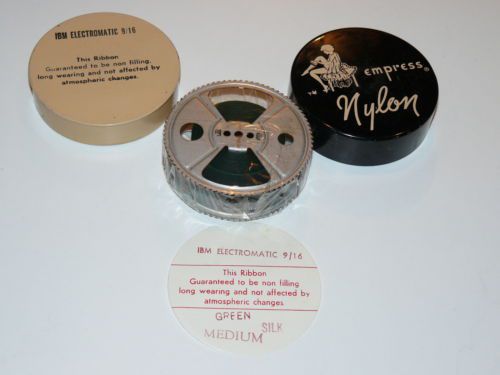 IBM ELECTROMATIC 9/16
This Ribbon
Guaranteed to be non filling,
long wearing and not affected by
atmospheric changes.
empress®
Nylon
TM
IBM ELECTROMATIC 9/16
This Ribbon
Guaranteed to be non filling
long wearing and not affected by
atmospheric changes
GREEN
SILK
MEDIUM